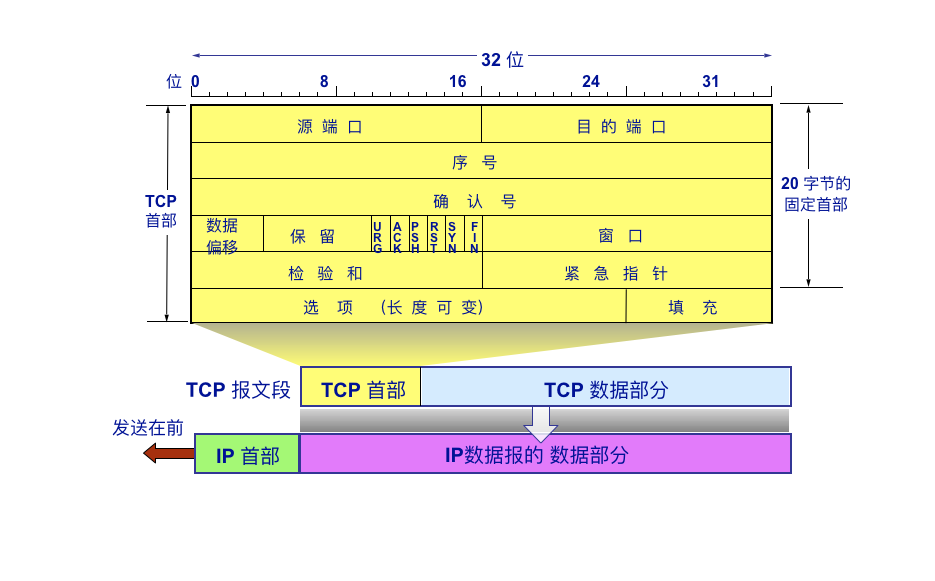 32 位
位 0 8 16 24 31
源 端 口 目 的 端 口
序 号
TCP
首部
确 认 号
20 字节的
固定首部
数据
偏移
保 留
URG
ACK
PSH
RST
SYN
FIN
窗 口
检 验 和 紧 急 指 针
选 项 (长 度 可 变) 填 充
TCP 报文段 TCP 首部 TCP 数据部分
发送在前
IP 首部 IP数据报的 数据部分